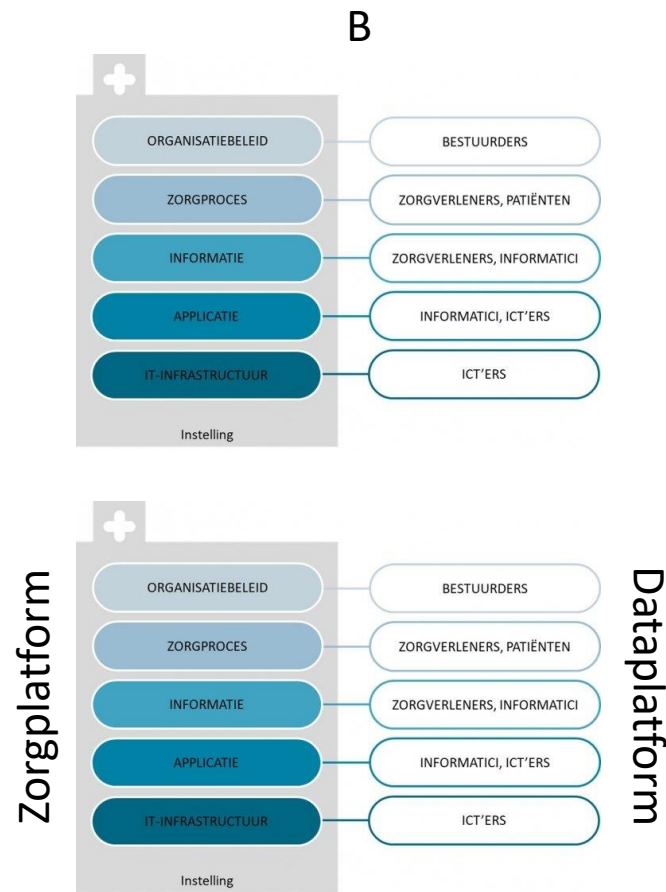 B
ORGANISATIEBELEID
BESTUURDERS
ZORGPROCES
ZORGVERLENERS, PATIËNTEN
INFORMATIE
ZORGVERLENERS, INFORMATICI
APPLICATIE
INFORMATICI, ICT'ERS
IT-INFRASTRUCTUUR
ICT'ERS
Instelling
Zorgplatform
ORGANISATIEBELEID
BESTUURDERS
ZORGPROCES
ZORGVERLENERS, PATIËNTEN
INFORMATIE
ZORGVERLENERS, INFORMATICI
APPLICATIE
INFORMATICI, ICT'ERS
IT-INFRASTRUCTUUR
ICT'ERS
Instelling
Dataplatform